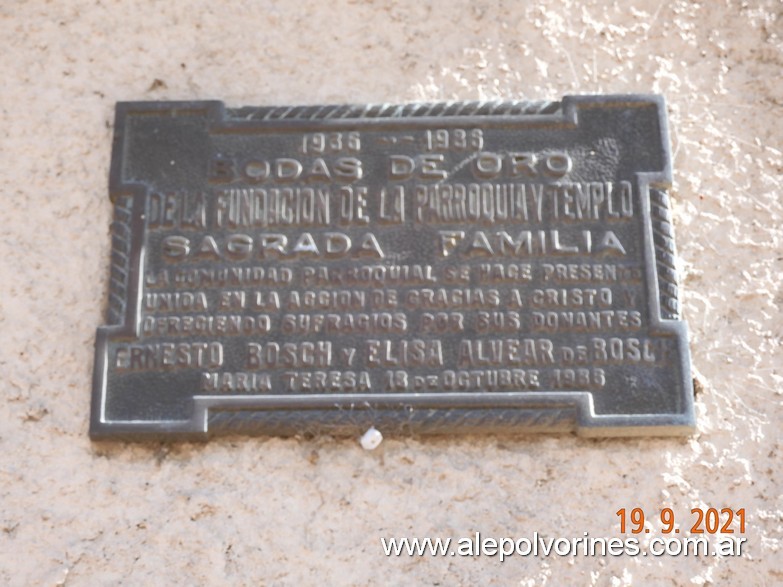 1936 --- 1986
BODAS DE ORO
DE LA FUNDACION DE LA PARROQUIA Y TEMPLO
SAGRADA FAMILIA
LA COMUNIDAD PARROQUIAL SE HACE PRESENTE
UNIDA EN LA ACCION DE GRACIAS A CRISTO Y
OFRECIENDO SUFRAGIOS POR SUS DONANTES
ERNESTO BOSCH Y ELISA ALVEAR DE BOSCH
MARIA TERESA 18 DE OCTUBRE 1986
19. 9. 2021
www.alepolvorines.com.ar